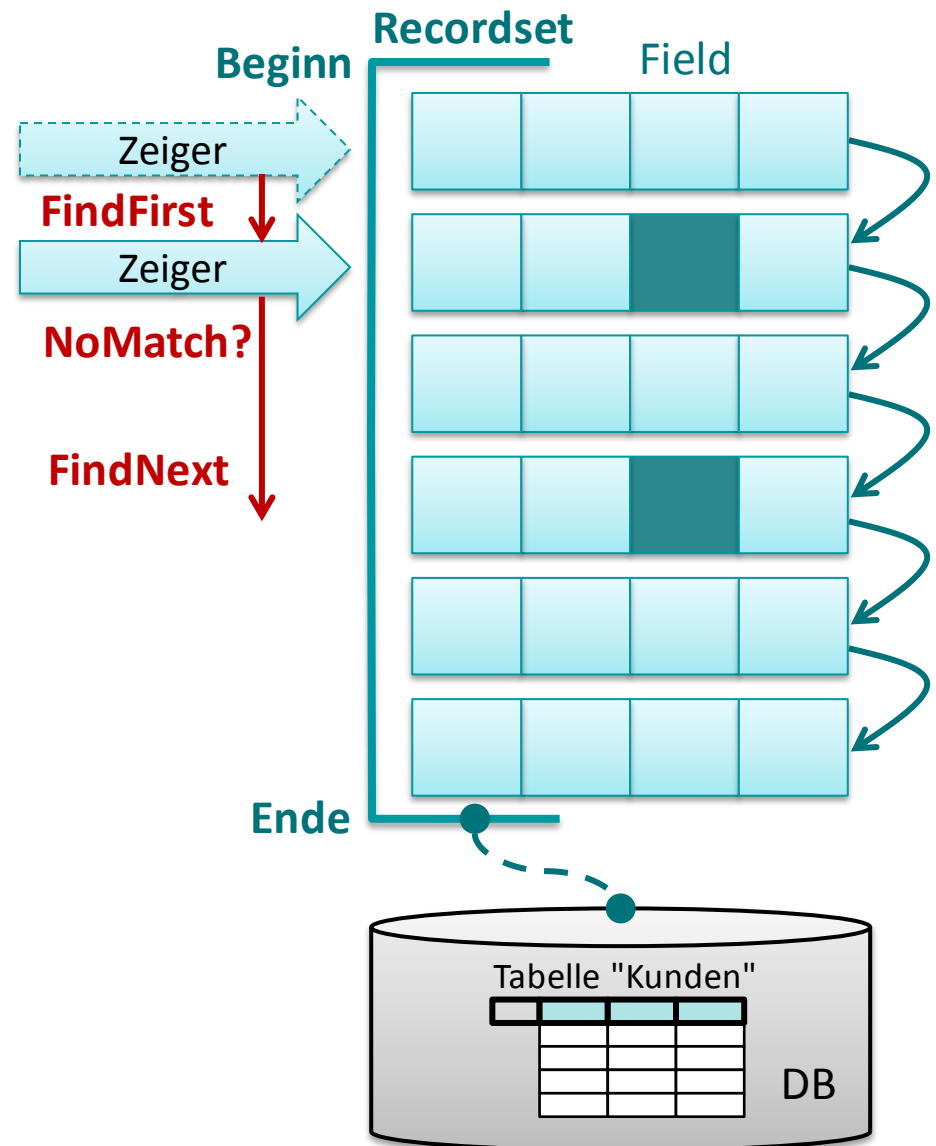 Recordset
Beginn
Field
Zeiger
FindFirst
Zeiger
NoMatch?
FindNext
Ende
Tabelle "Kunden"
DB